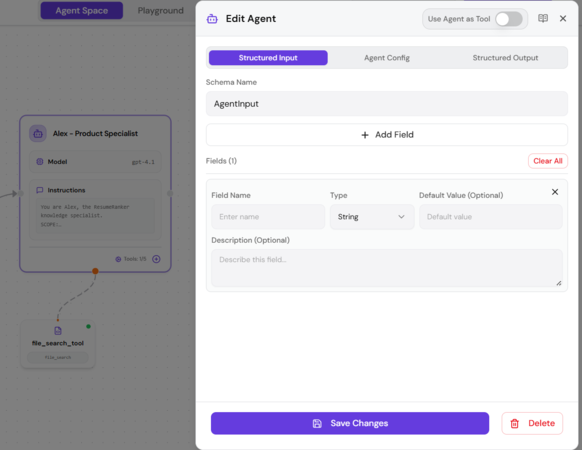 Agent Space
Playground
Edit Agent
Use Agent as Tool
Structured Input
Agent Config
Structured Output
Schema Name
AgentInput
+ Add Field
Fields (1)
Clear All
Field Name
Type
Default Value (Optional)
Enter name
String
Default value
Description (Optional)
Describe this field...
Save Changes
Delete
Alex - Product Specialist
Model
gpt-4.1
Instructions
You are Alex, the ResumeRanker
knowledge specialist.
SCOPE:.
Tools 1/5
file_search_tool
file_search